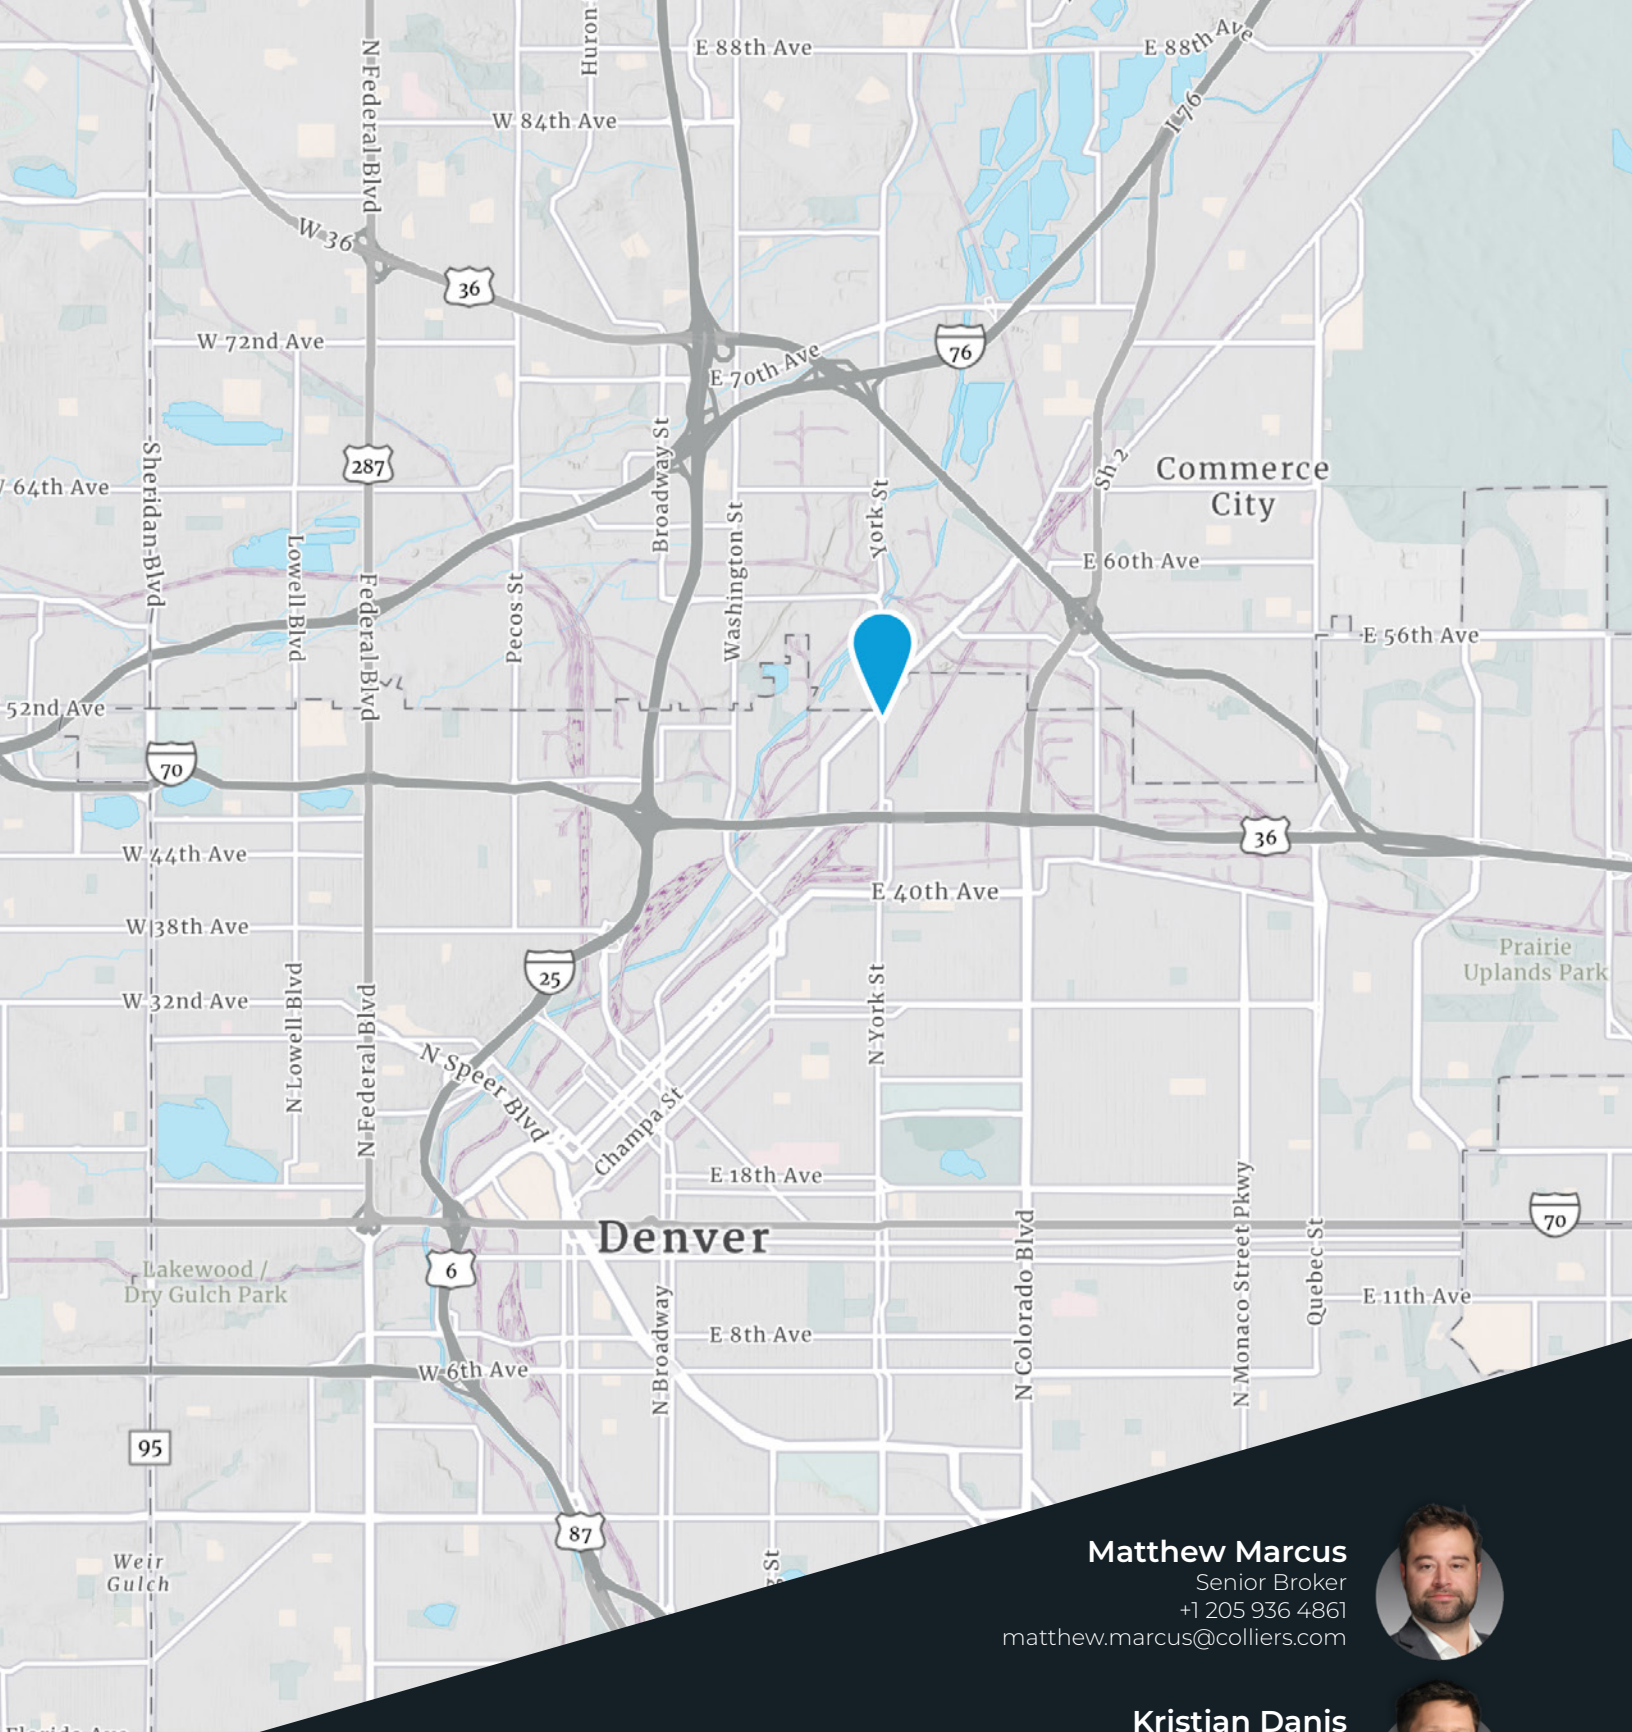 E 88th Ave
E 88th Ave
Huron
N Federal Blvd
I 76
W 84th Ave
W 36
36
W 72nd Ave
76
E 70th Ave
287
Sheridan Blvd
Broadway St
Sh 2
Commerce
City
64th Ave
York St
Washington St
Lowell Blvd
E 60th Ave
Federal Blvd
Pecos St
E 56th Ave
52nd Ave
70
36
W 44th Ave
E 40th Ave
W 38th Ave
Prairie
Uplands Park
25
W 32nd Ave
N Lowell Blvd
N Federal Blvd
N York St
N Speer Blvd
Champa St
E 18th Ave
70
Denver
6
Lakewood /
Dry Gulch Park
N Colorado Blvd
N Monaco Street Pkwy
Quebec St
E 11th Ave
E 8th Ave
N Broadway
W 6th Ave
95
87
Weir
Gulch
St
Matthew Marcus
Senior Broker
+1 205 936 4861
matthew.marcus@colliers.com
Kristian Danis